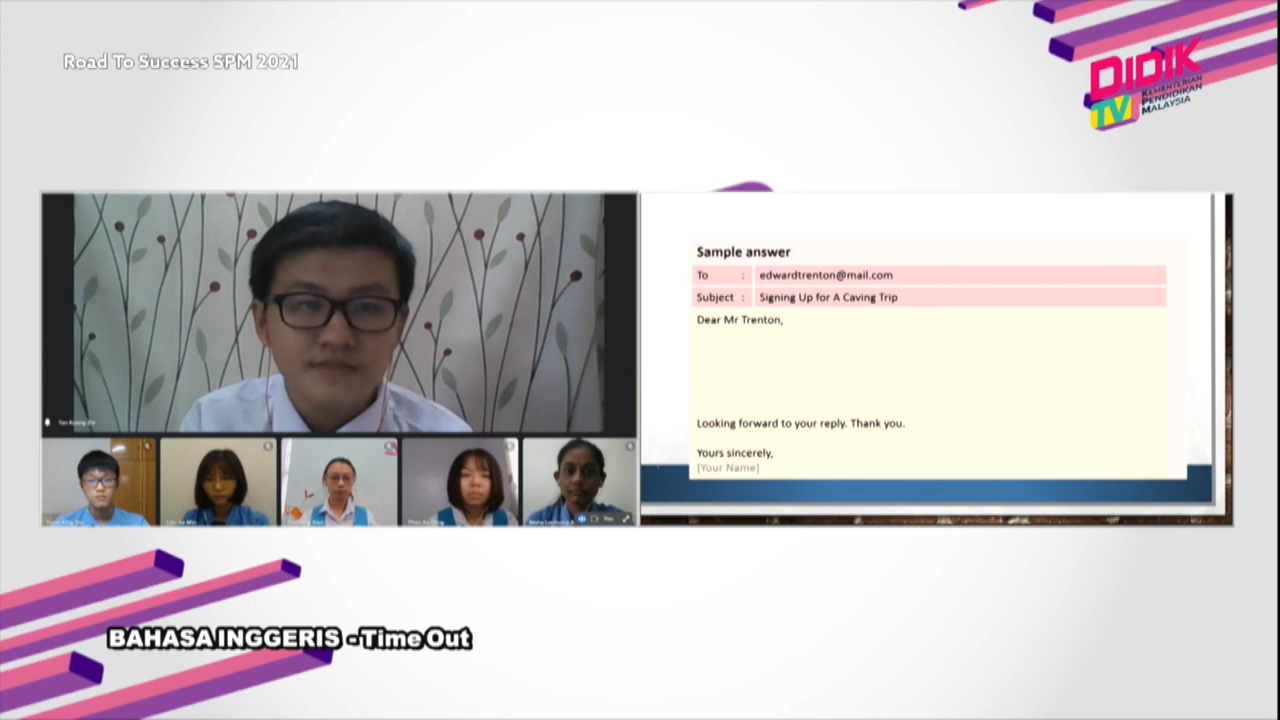 Road To Success SPM 2021
DIDIK
TV
KEMENTERIAN
PENDIDIKAN
MALAYSIA
Sample answer
To : edwardtrenton@mail.com
Subject : Signing Up for A Caving Trip
Dear Mr Trenton,
Looking forward to your reply. Thank you.
Yours sincerely,
[Your Name]
You
BAHASA INGGERIS - Time Out